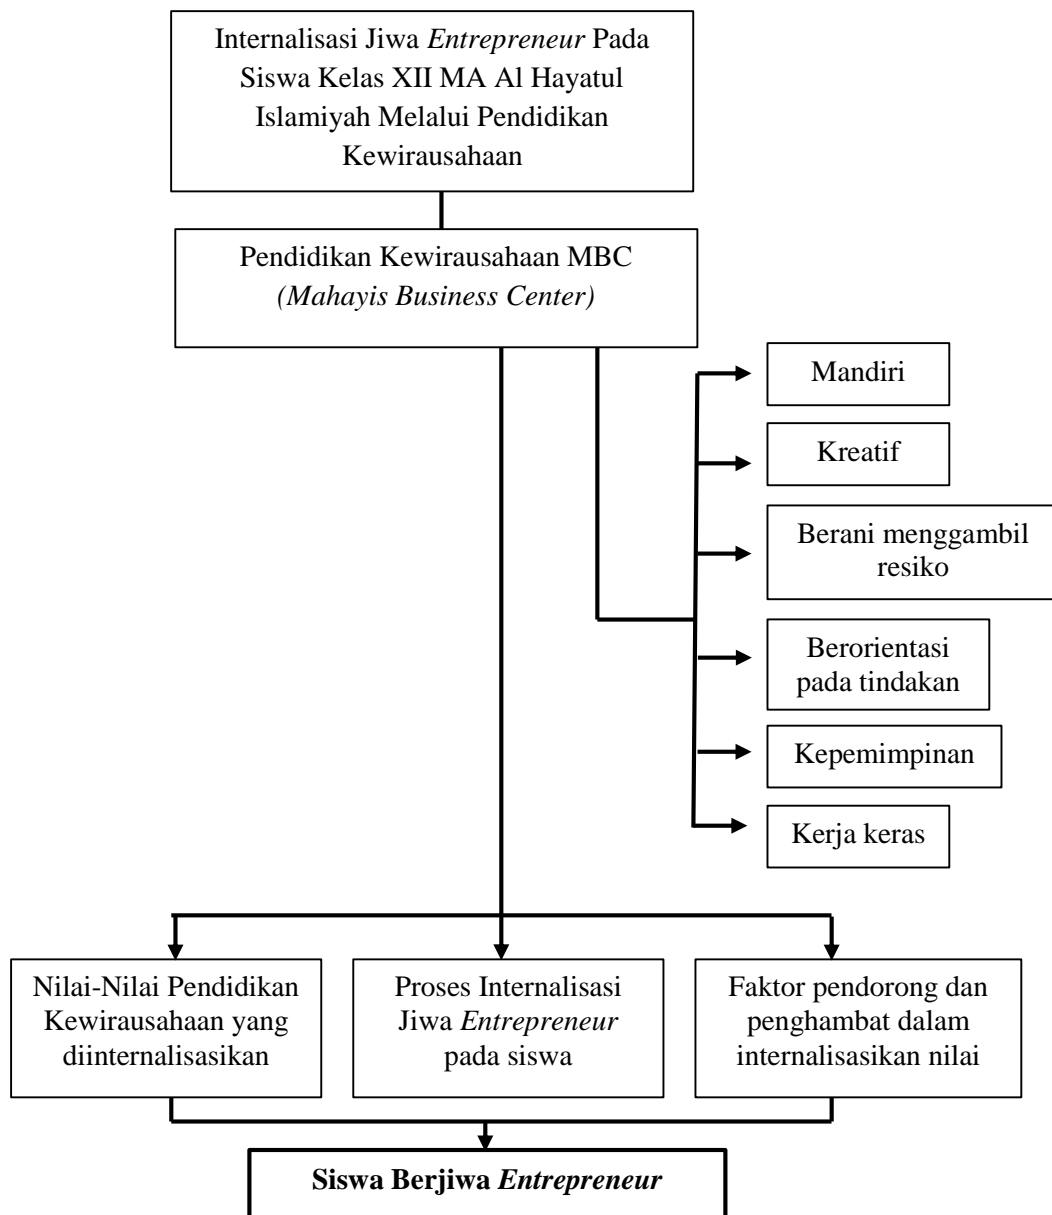 Internalisasi Jiwa Entrepreneur Pada
Siswa Kelas XII MA Al Hayatul
Islamiyah Melalui Pendidikan
Kewirausahaan
Pendidikan Kewirausahaan MBC
(Mahayis Business Center)
Mandiri
Kreatif
Berani menggambil
resiko
Berorientasi
pada tindakan
Kepemimpinan
Kerja keras
Nilai-Nilai Pendidikan
Kewirausahaan yang
diinternalisasikan
Proses Internalisasi
Jiwa Entrepreneur
pada siswa
Faktor pendorong dan
penghambat dalam
internalisasikan nilai
Siswa Berjiwa Entrepreneur